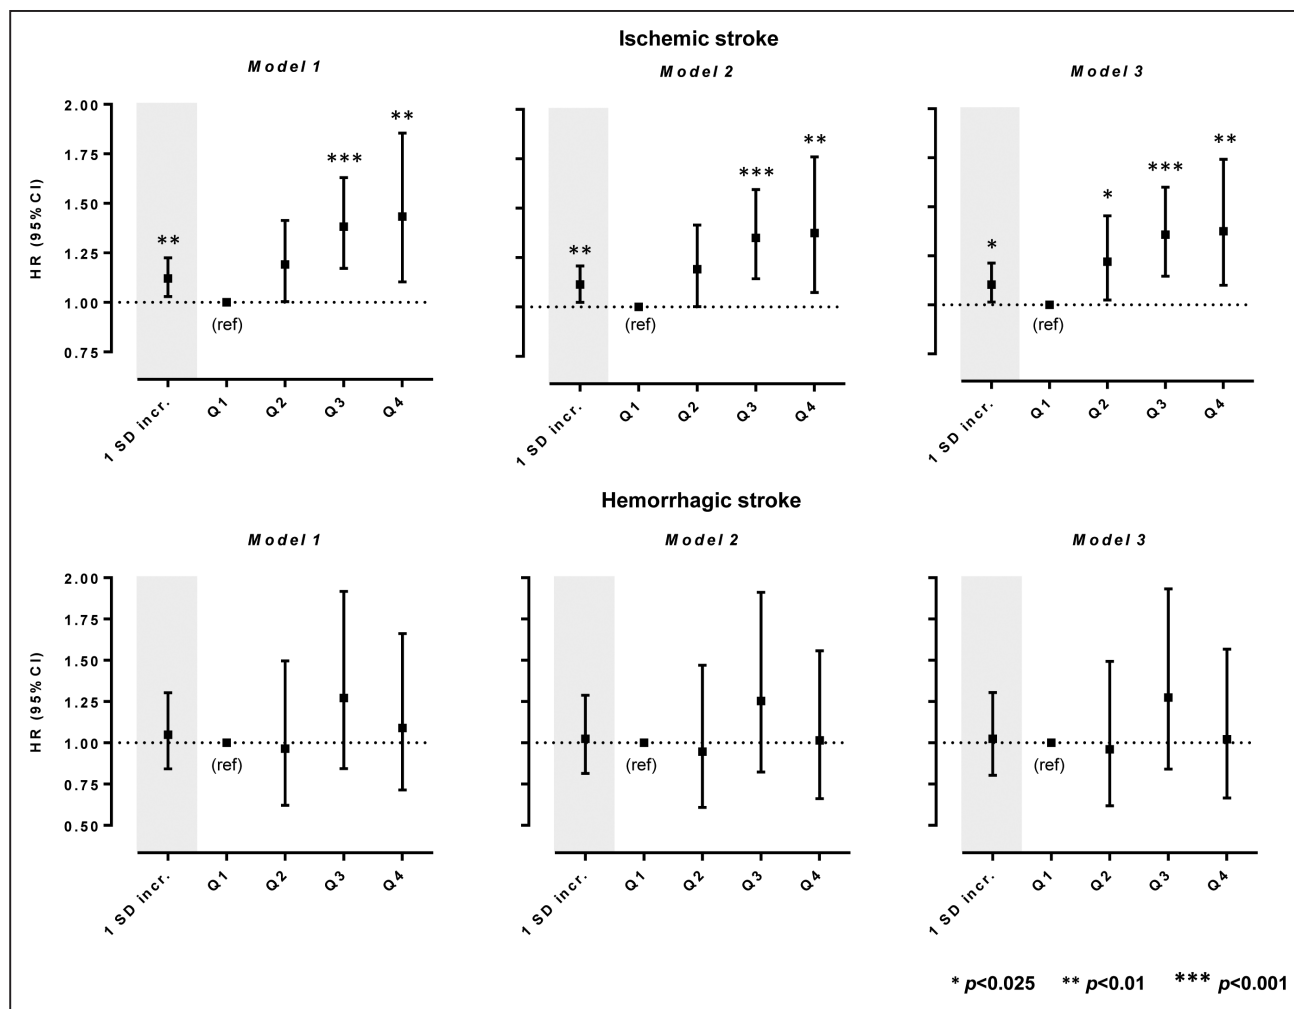 Ischemic stroke
Model 1
Model 2
Model 3
HR (95%CI)
2.00
1.75
1.50
1.25
1.00
0.75
** *** **
** *** **
* * *** **
(ref)
(ref)
(ref)
1 SD incr. Q1 Q2 Q3 Q4
1 SD incr. Q1 Q2 Q3 Q4
1 SD incr. Q1 Q2 Q3 Q4
Hemorrhagic stroke
Model 1
Model 2
Model 3
HR (95%CI)
2.00
1.75
1.50
1.25
1.00
0.75
0.50
(ref)
(ref)
(ref)
1 SD incr. Q1 Q2 Q3 Q4
1 SD incr. Q1 Q2 Q3 Q4
1 SD incr. Q1 Q2 Q3 Q4
* p<0.025 ** p<0.01 *** p<0.001